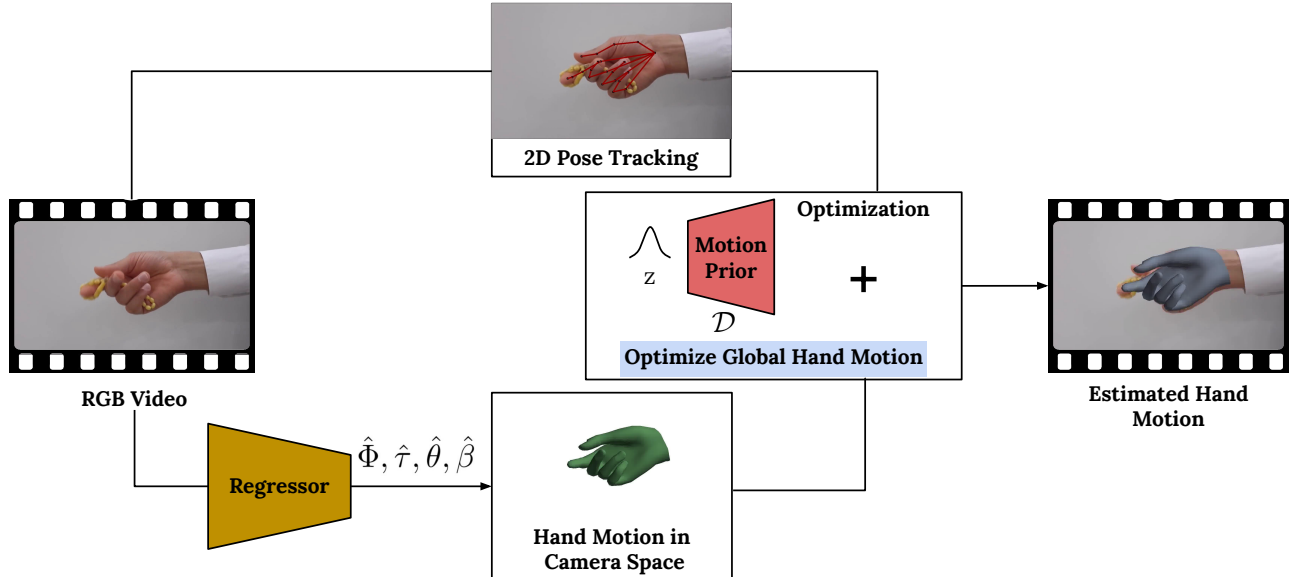 2D Pose Tracking
Optimization
Motion
Prior
z
+
𝒟
Optimize Global Hand Motion
RGB Video
Estimated Hand
Motion
Regressor
Φ̂, τ̂, θ̂, β̂
Hand Motion in
Camera Space